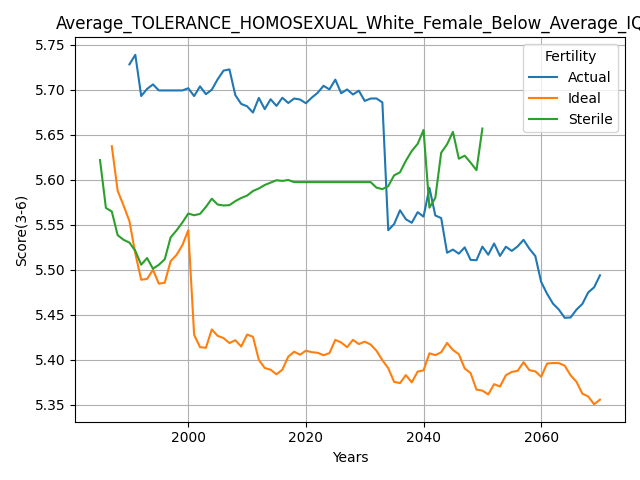 Average_TOLERANCE_HOMOSEXUAL_White_Female_Below_Average_IQ
Fertility
Actual
Ideal
Sterile
Score(3-6)
5.75
5.70
5.65
5.60
5.55
5.50
5.45
5.40
5.35
2000 2020 2040 2060
Years